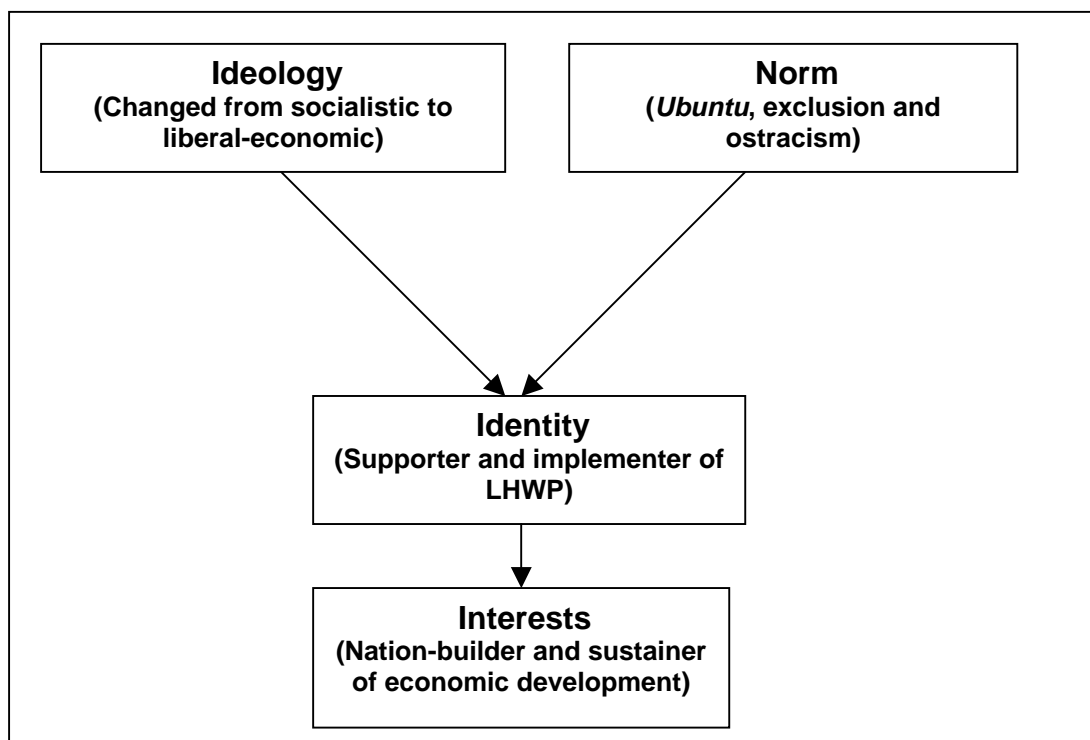 Ideology
(Changed from socialistic to
liberal-economic)
Norm
(Ubuntu, exclusion and
ostracism)
Identity
(Supporter and implementer of
LHWP)
Interests
(Nation-builder and sustainer
of economic development)